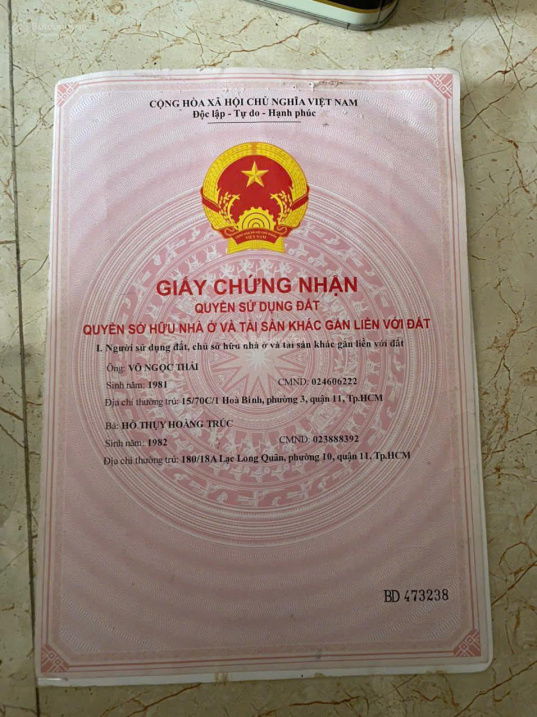 CỘNG HÒA XÃ HỘI CHỦ NGHĨA VIỆT NAM
Độc lập - Tự do - Hạnh phúc
VIỆT NAM
GIẤY CHỨNG NHẬN
QUYỀN SỬ DỤNG ĐẤT
QUYỀN SỞ HỮU NHÀ Ở VÀ TÀI SẢN KHÁC GẮN LIỀN VỚI ĐẤT
I. Người sử dụng đất, chủ sở hữu nhà ở và tài sản khác gắn liền với đất
Ông: VÕ NGỌC THÁI
Sinh năm: 1981 CMND: 024606222
Địa chỉ thường trú: 15/70C/1 Hoà Bình, phường 3, quận 11, Tp.HCM
Bà: HỒ THỤY HOÀNG TRÚC
Sinh năm: 1982 CMND: 023888392
Địa chỉ thường trú: 180/18A Lạc Long Quân, phường 10, quận 11, Tp.HCM
BD 473238